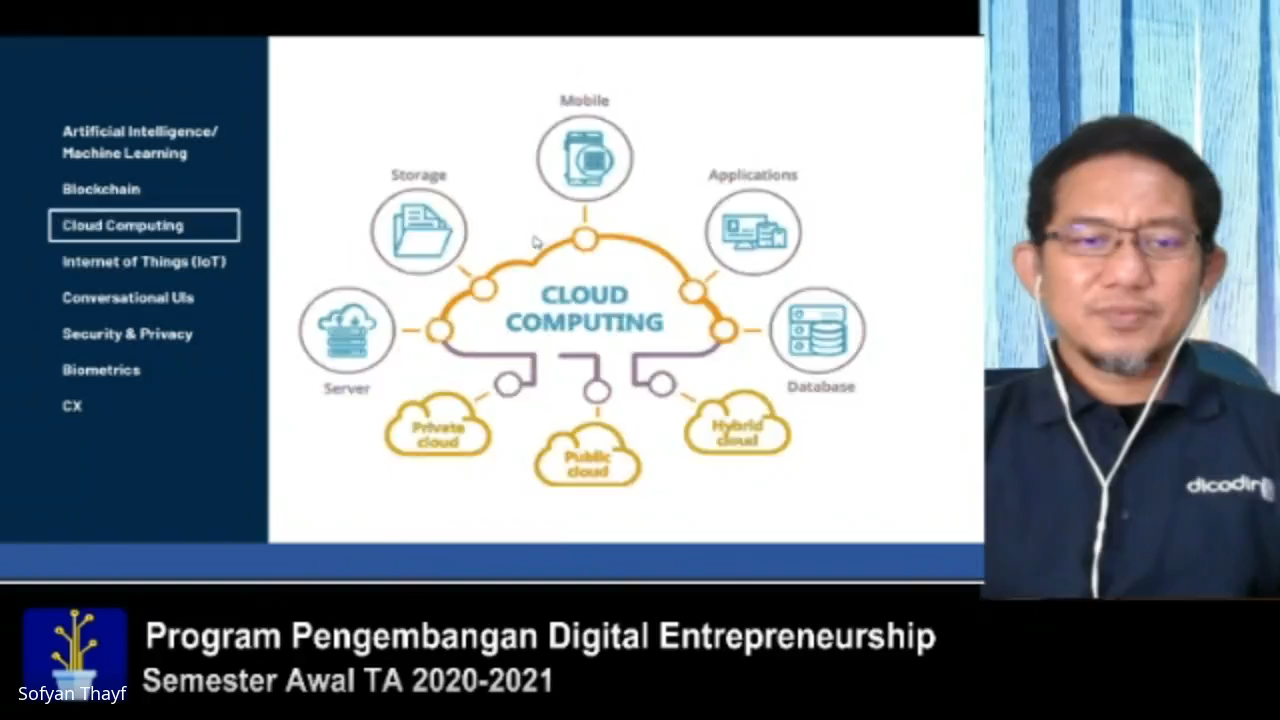 Artificial Intelligence/
Machine Learning
Blockchain
Cloud Computing
Internet of Things (IoT)
Conversational UIs
Security & Privacy
Biometrics
CX
Mobile
Storage
Applications
CLOUD
COMPUTING
Server
Database
Private
cloud
Public
cloud
Hybrid
cloud
dicoding
Program Pengembangan Digital Entrepreneurship
Semester Awal TA 2020-2021
Sofyan Thayf